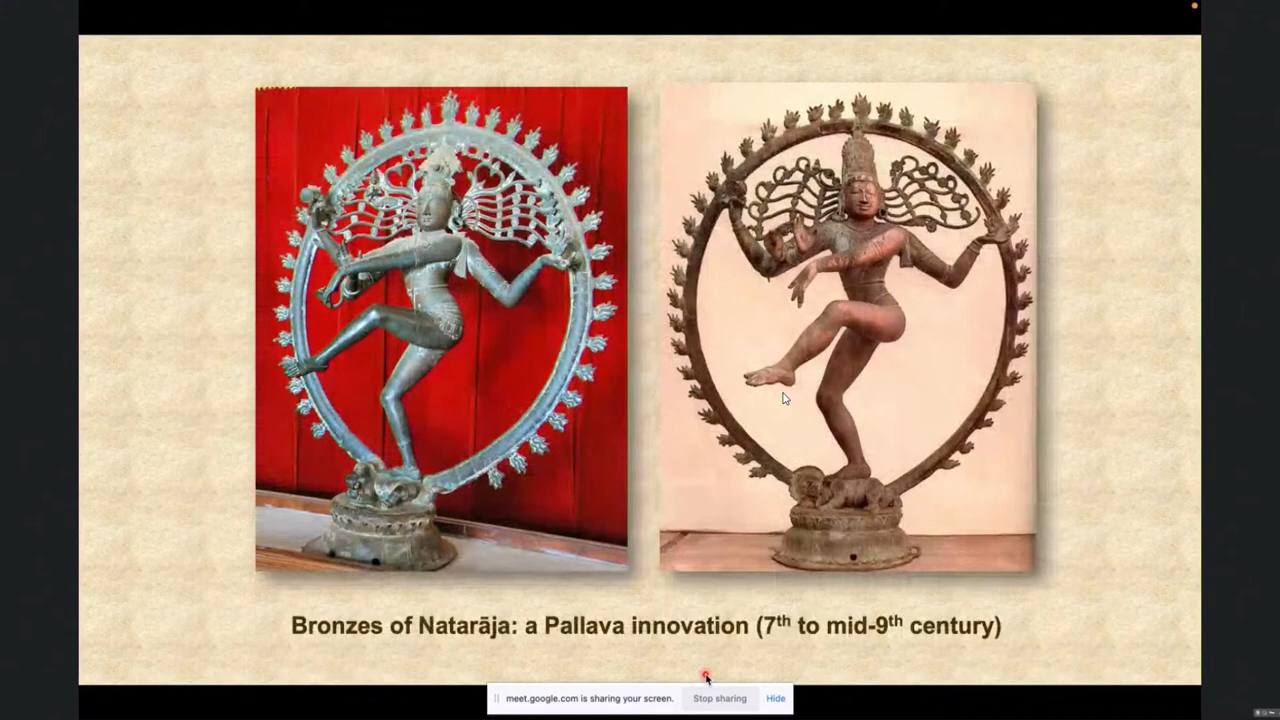 Bronzes of Natarāja: a Pallava innovation (7th to mid-9th century)
meet.google.com is sharing your screen. Stop sharing Hide